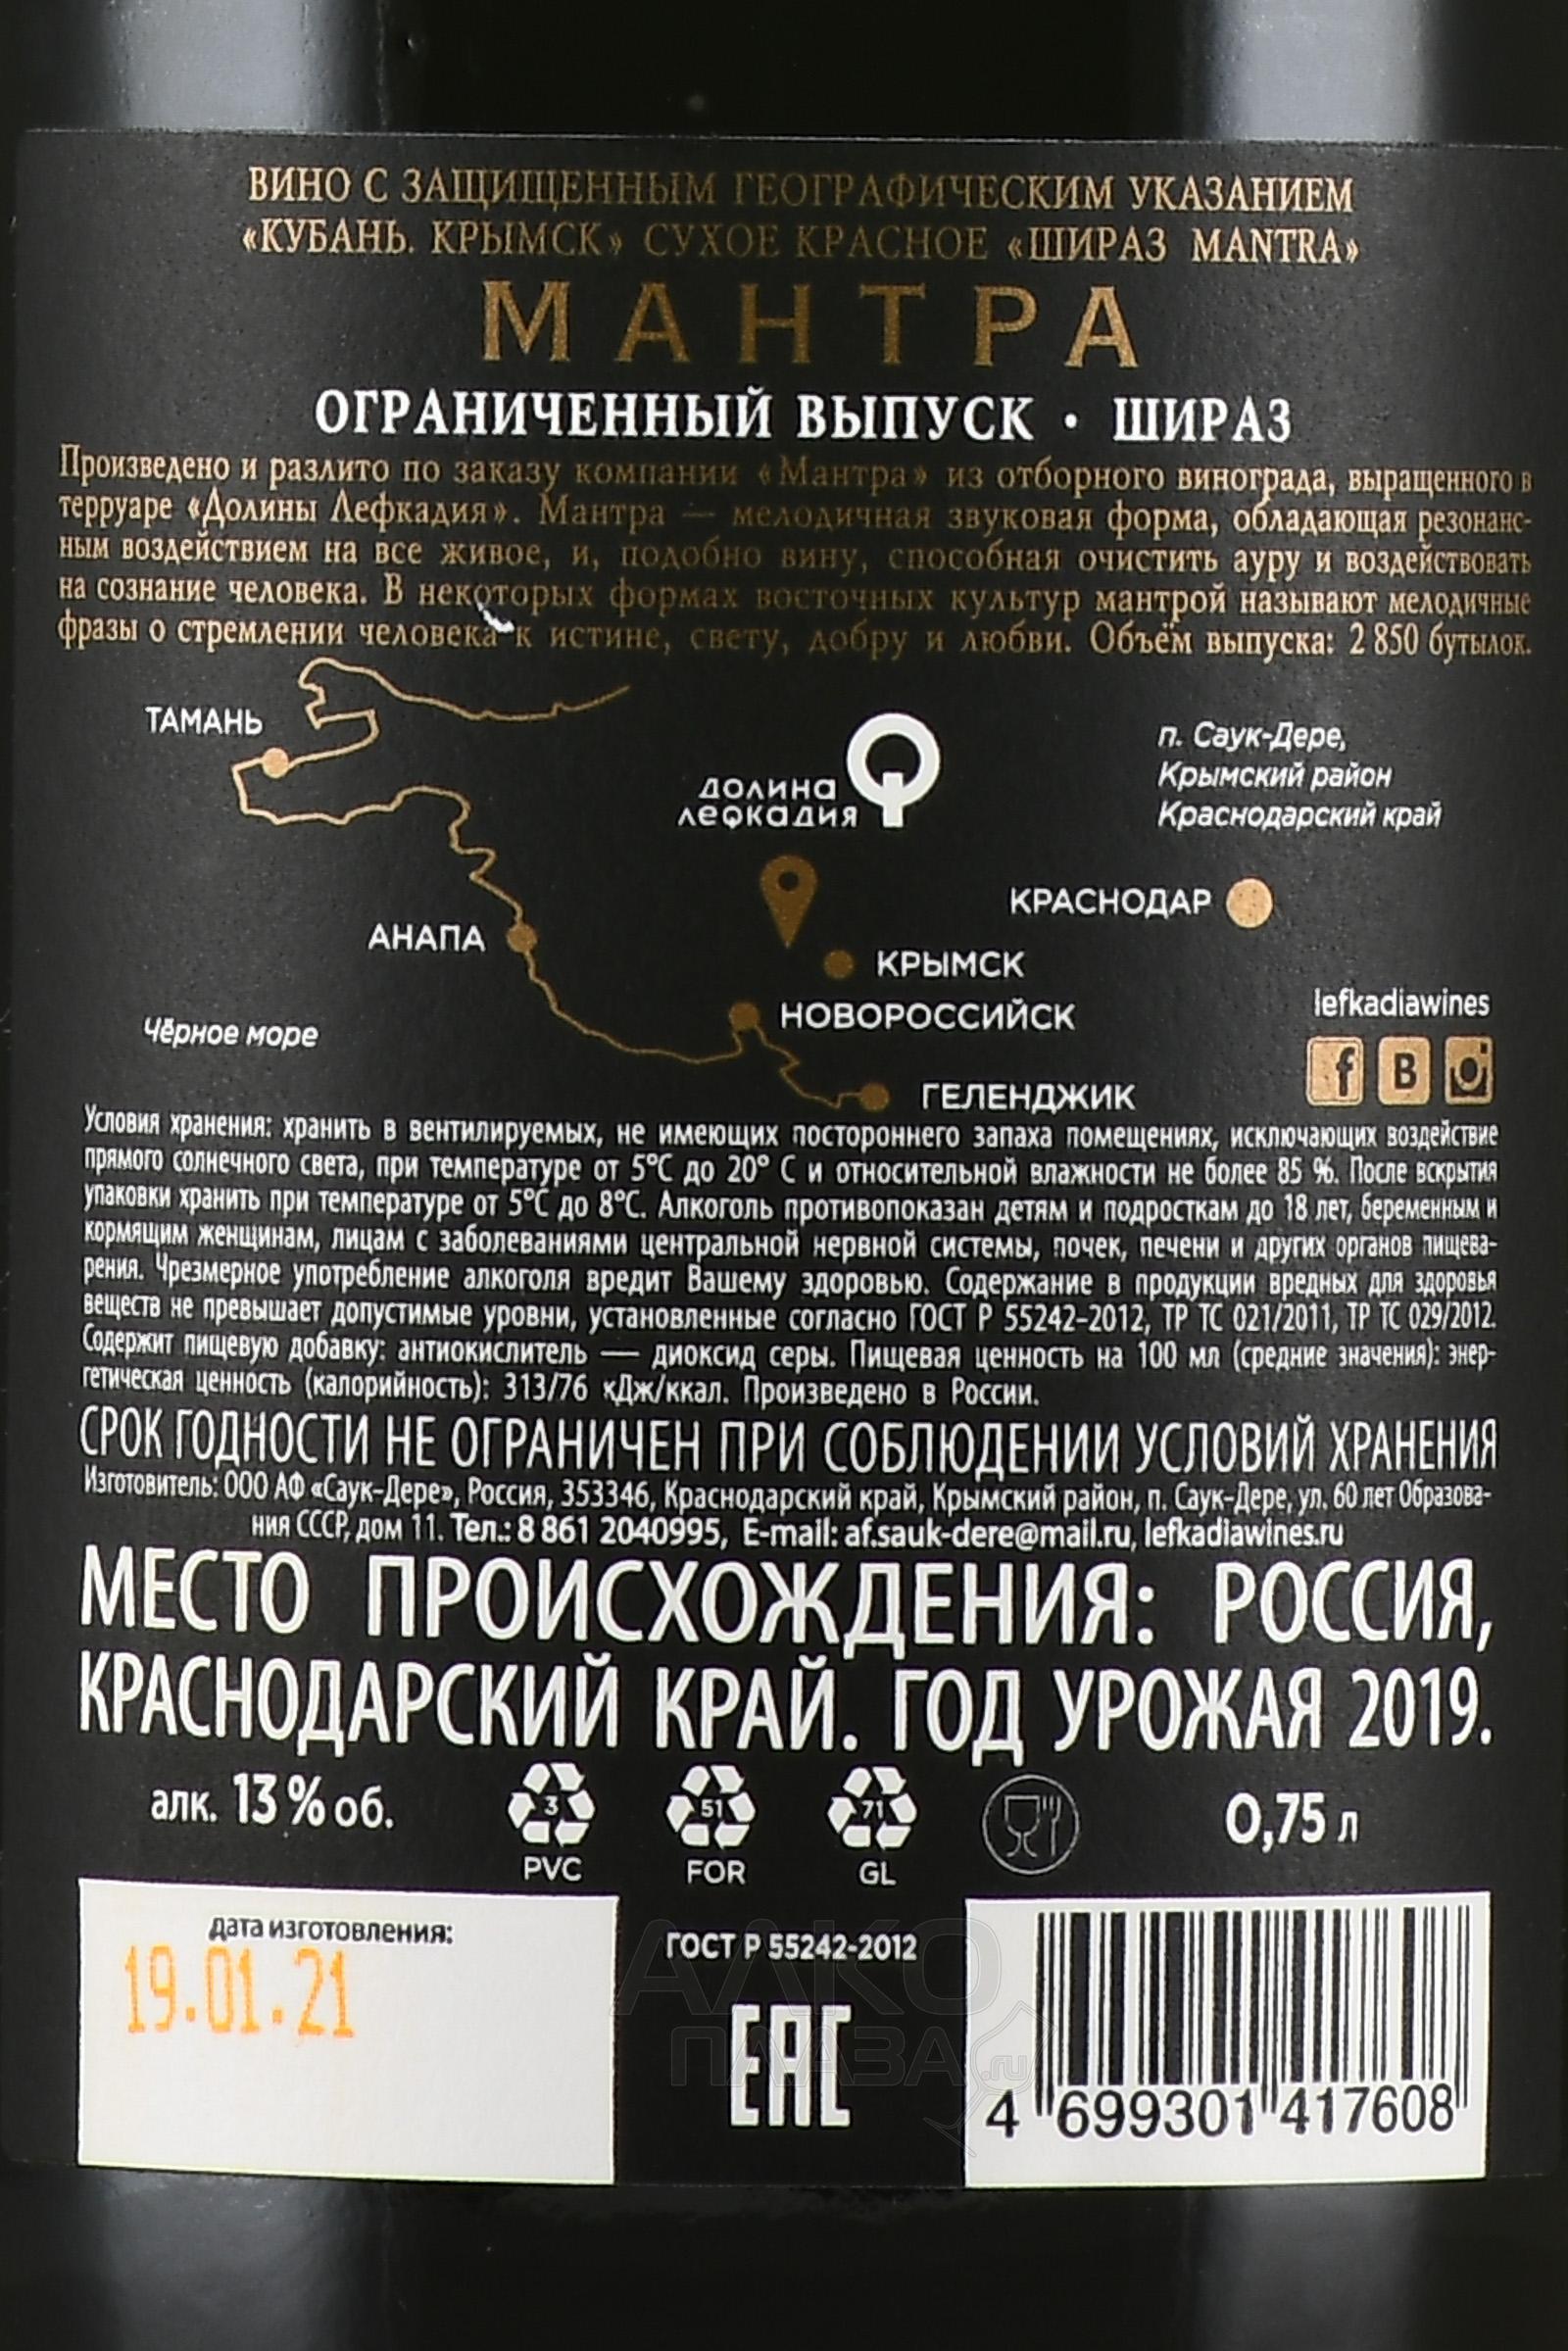 ВИНО С ЗАЩИЩЕННЫМ ГЕОГРАФИЧЕСКИМ УКАЗАНИЕМ
«КУБАНЬ. КРЫМСК» СУХОЕ КРАСНОЕ «ШИРАЗ MANTRA»
МАНТРА
ОГРАНИЧЕННЫЙ ВЫПУСК • ШИРАЗ
Произведено и разлито по заказу компании «Мантра» из отборного винограда, выращенного в
терруаре «Долины Лефкадия». Мантра — мелодичная звуковая форма, обладающая резонанс-
ным воздействием на все живое, и, подобно вину, способная очистить ауру и воздействовать
на сознание человека. В некоторых формах восточных культур мантрой называют мелодичные
фразы о стремлении человека к истине, свету, добру и любви. Объём выпуска: 2 850 бутылок.
ТАМАНЬ
ДОЛИНА
ЛЕФКАДИЯ
п. Саук-Дере,
Крымский район
Краснодарский край
КРАСНОДАР
АНАПА
КРЫМСК
НОВОРОССИЙСК
lefkadiawines
Чёрное море
f B
ГЕЛЕНДЖИК
Условия хранения: хранить в вентилируемых, не имеющих постороннего запаха помещениях, исключающих воздействие
прямого солнечного света, при температуре от 5°С до 20° С и относительной влажности не более 85 %. После вскрытия
упаковки хранить при температуре от 5°С до 8°С. Алкоголь противопоказан детям и подросткам до 18 лет, беременным и
кормящим женщинам, лицам с заболеваниями центральной нервной системы, почек, печени и других органов пищева-
рения. Чрезмерное употребление алкоголя вредит Вашему здоровью. Содержание в продукции вредных для здоровья
веществ не превышает допустимые уровни, установленные согласно ГОСТ Р 55242-2012, ТР ТС 021/2011, ТР ТС 029/2012.
Содержит пищевую добавку: антиокислитель — диоксид серы. Пищевая ценность на 100 мл (средние значения): энер-
гетическая ценность (калорийность): 313/76 кДж/ккал. Произведено в России.
СРОК ГОДНОСТИ НЕ ОГРАНИЧЕН ПРИ СОБЛЮДЕНИИ УСЛОВИЙ ХРАНЕНИЯ
Изготовитель: ООО АФ «Саук-Дере», Россия, 353346, Краснодарский край, Крымский район, п. Саук-Дере, ул. 60 лет Образова-
ния СССР, дом 11. Тел.: 8 861 2040995, E-mail: af.sauk-dere@mail.ru, lefkadiawines.ru
МЕСТО ПРОИСХОЖДЕНИЯ: РОССИЯ,
КРАСНОДАРСКИЙ КРАЙ. ГОД УРОЖАЯ 2019.
алк. 13 % об.
3
PVC
51
FOR
71
GL
0,75 л
дата изготовления:
19.01.21
ГОСТ Р 55242-2012
ЕАС
АЛКО
ПЛАЗА.ru
4 699301 417608